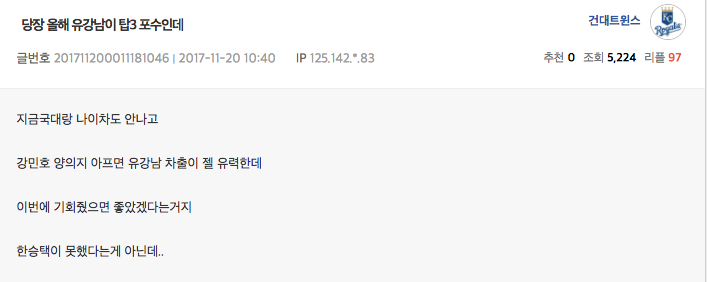 당장 올해 유강남이 탑3 포수인데
건대트윈스
글번호 201711200011181046 | 2017-11-20 10:40 IP 125.142.*.83
추천 0 조회 5,224 리플 97
지금국대랑 나이차도 안나고
강민호 양의지 아프면 유강남 차출이 젤 유력한데
이번에 기회줬으면 좋았겠다는거지
한승택이 못했다는게 아닌데..
KC
Royals